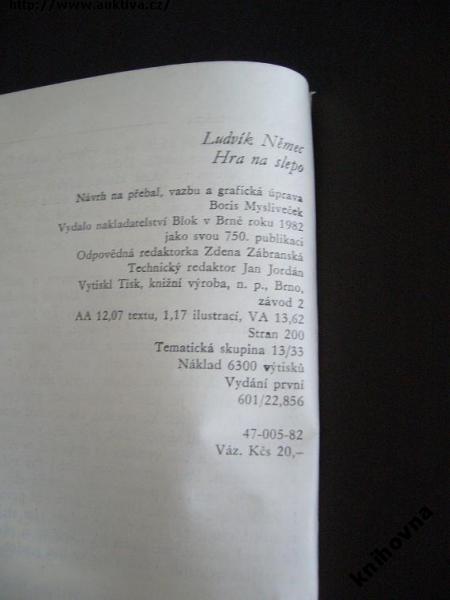 http://www.auktiva.cz/
Ludvík Němec
Hra na slepo
Návrh na přebal, vazbu a grafická úprava
Boris Mysliveček
Vydalo nakladatelství Blok v Brně roku 1982
jako svou 750. publikaci
Odpovědná redaktorka Zdena Zábranská
Technický redaktor Jan Jordán
Vytiskl Tisk, knižní výroba, n. p., Brno,
závod 2
AA 12,07 textu, 1,17 ilustrací, VA 13,62
Stran 200
Tematická skupina 13/33
Náklad 6300 výtisků
Vydání první
601/22,856
47-005-82
Váz. Kčs 20,–
knihovna